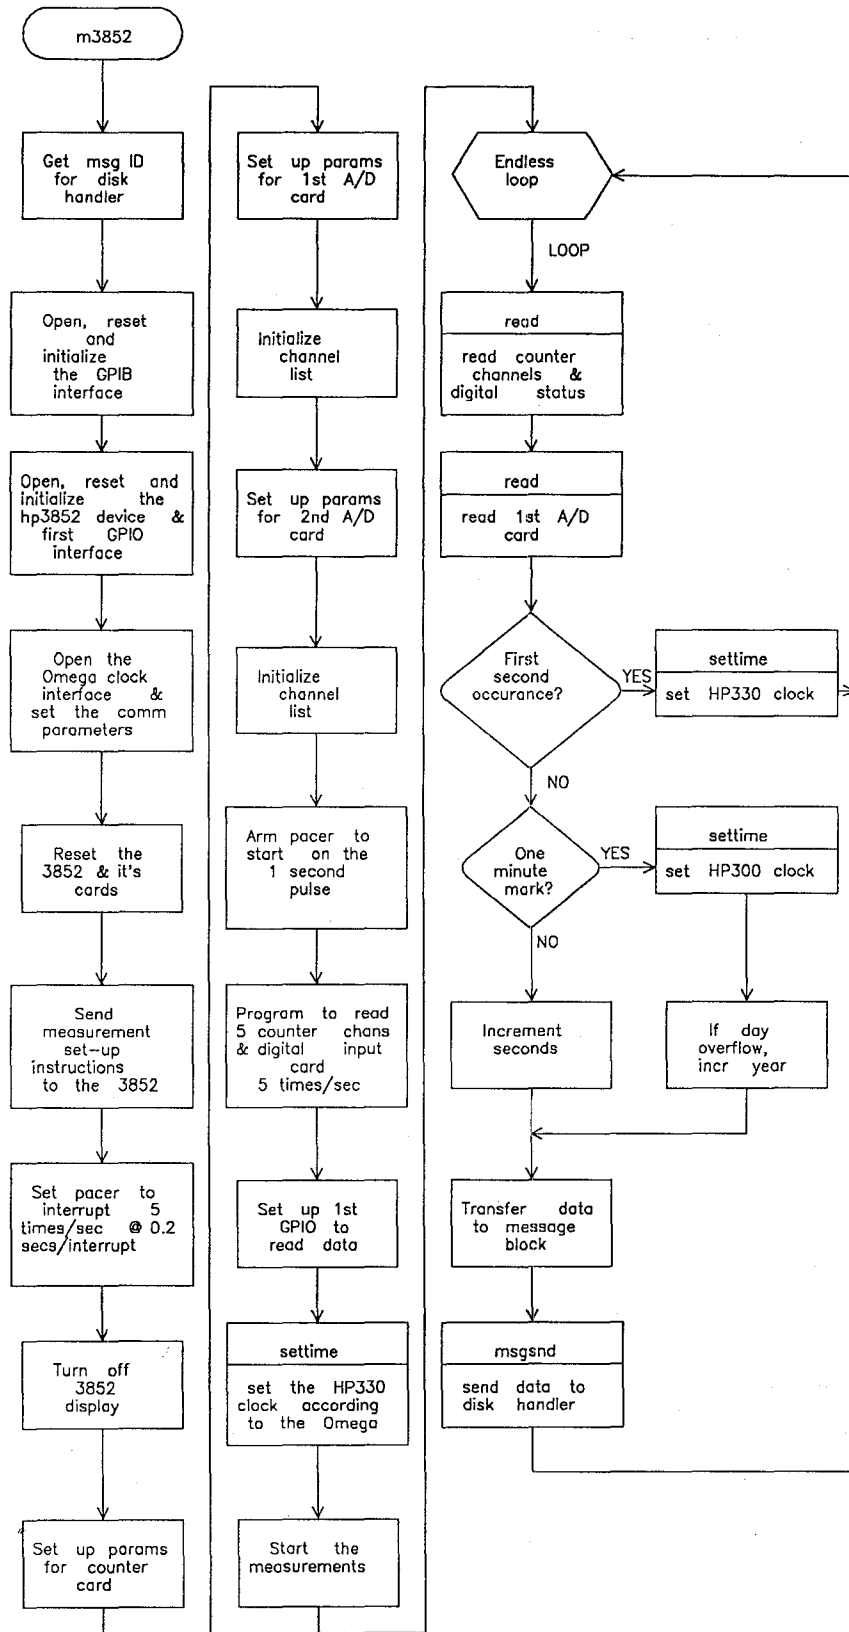 m3852
Get msg ID
for disk
handler
Open, reset
and
initialize
the GPIB
interface
Open, reset and
initialize the
hp3852 device &
first GPIO
interface
Open the
Omega clock
interface &
set the comm
parameters
Reset the
3852 & it's
cards
Send
measurement
set-up
instructions
to the 3852
Set pacer to
interrupt 5
times/sec @ 0.2
secs/interrupt
Turn off
3852
display
Set up params
for counter
card
Set up params
for 1st A/D
card
Initialize
channel
list
Set up params
for 2nd A/D
card
Initialize
channel
list
Arm pacer to
start on the
1 second
pulse
Program to read
5 counter chans
& digital input
card
5 times/sec
Set up 1st
GPIO to
read data
settime
set the HP330
clock according
to the Omega
Start the
measurements
Endless
loop
LOOP
read
read counter
channels &
digital status
read
read 1st A/D
card
First
second
occurance?
YES
settime
set HP330 clock
NO
One
minute
mark?
YES
settime
set HP300 clock
NO
Increment
seconds
If day
overflow,
incr year
Transfer data
to message
block
msgsnd
send data to
disk handler